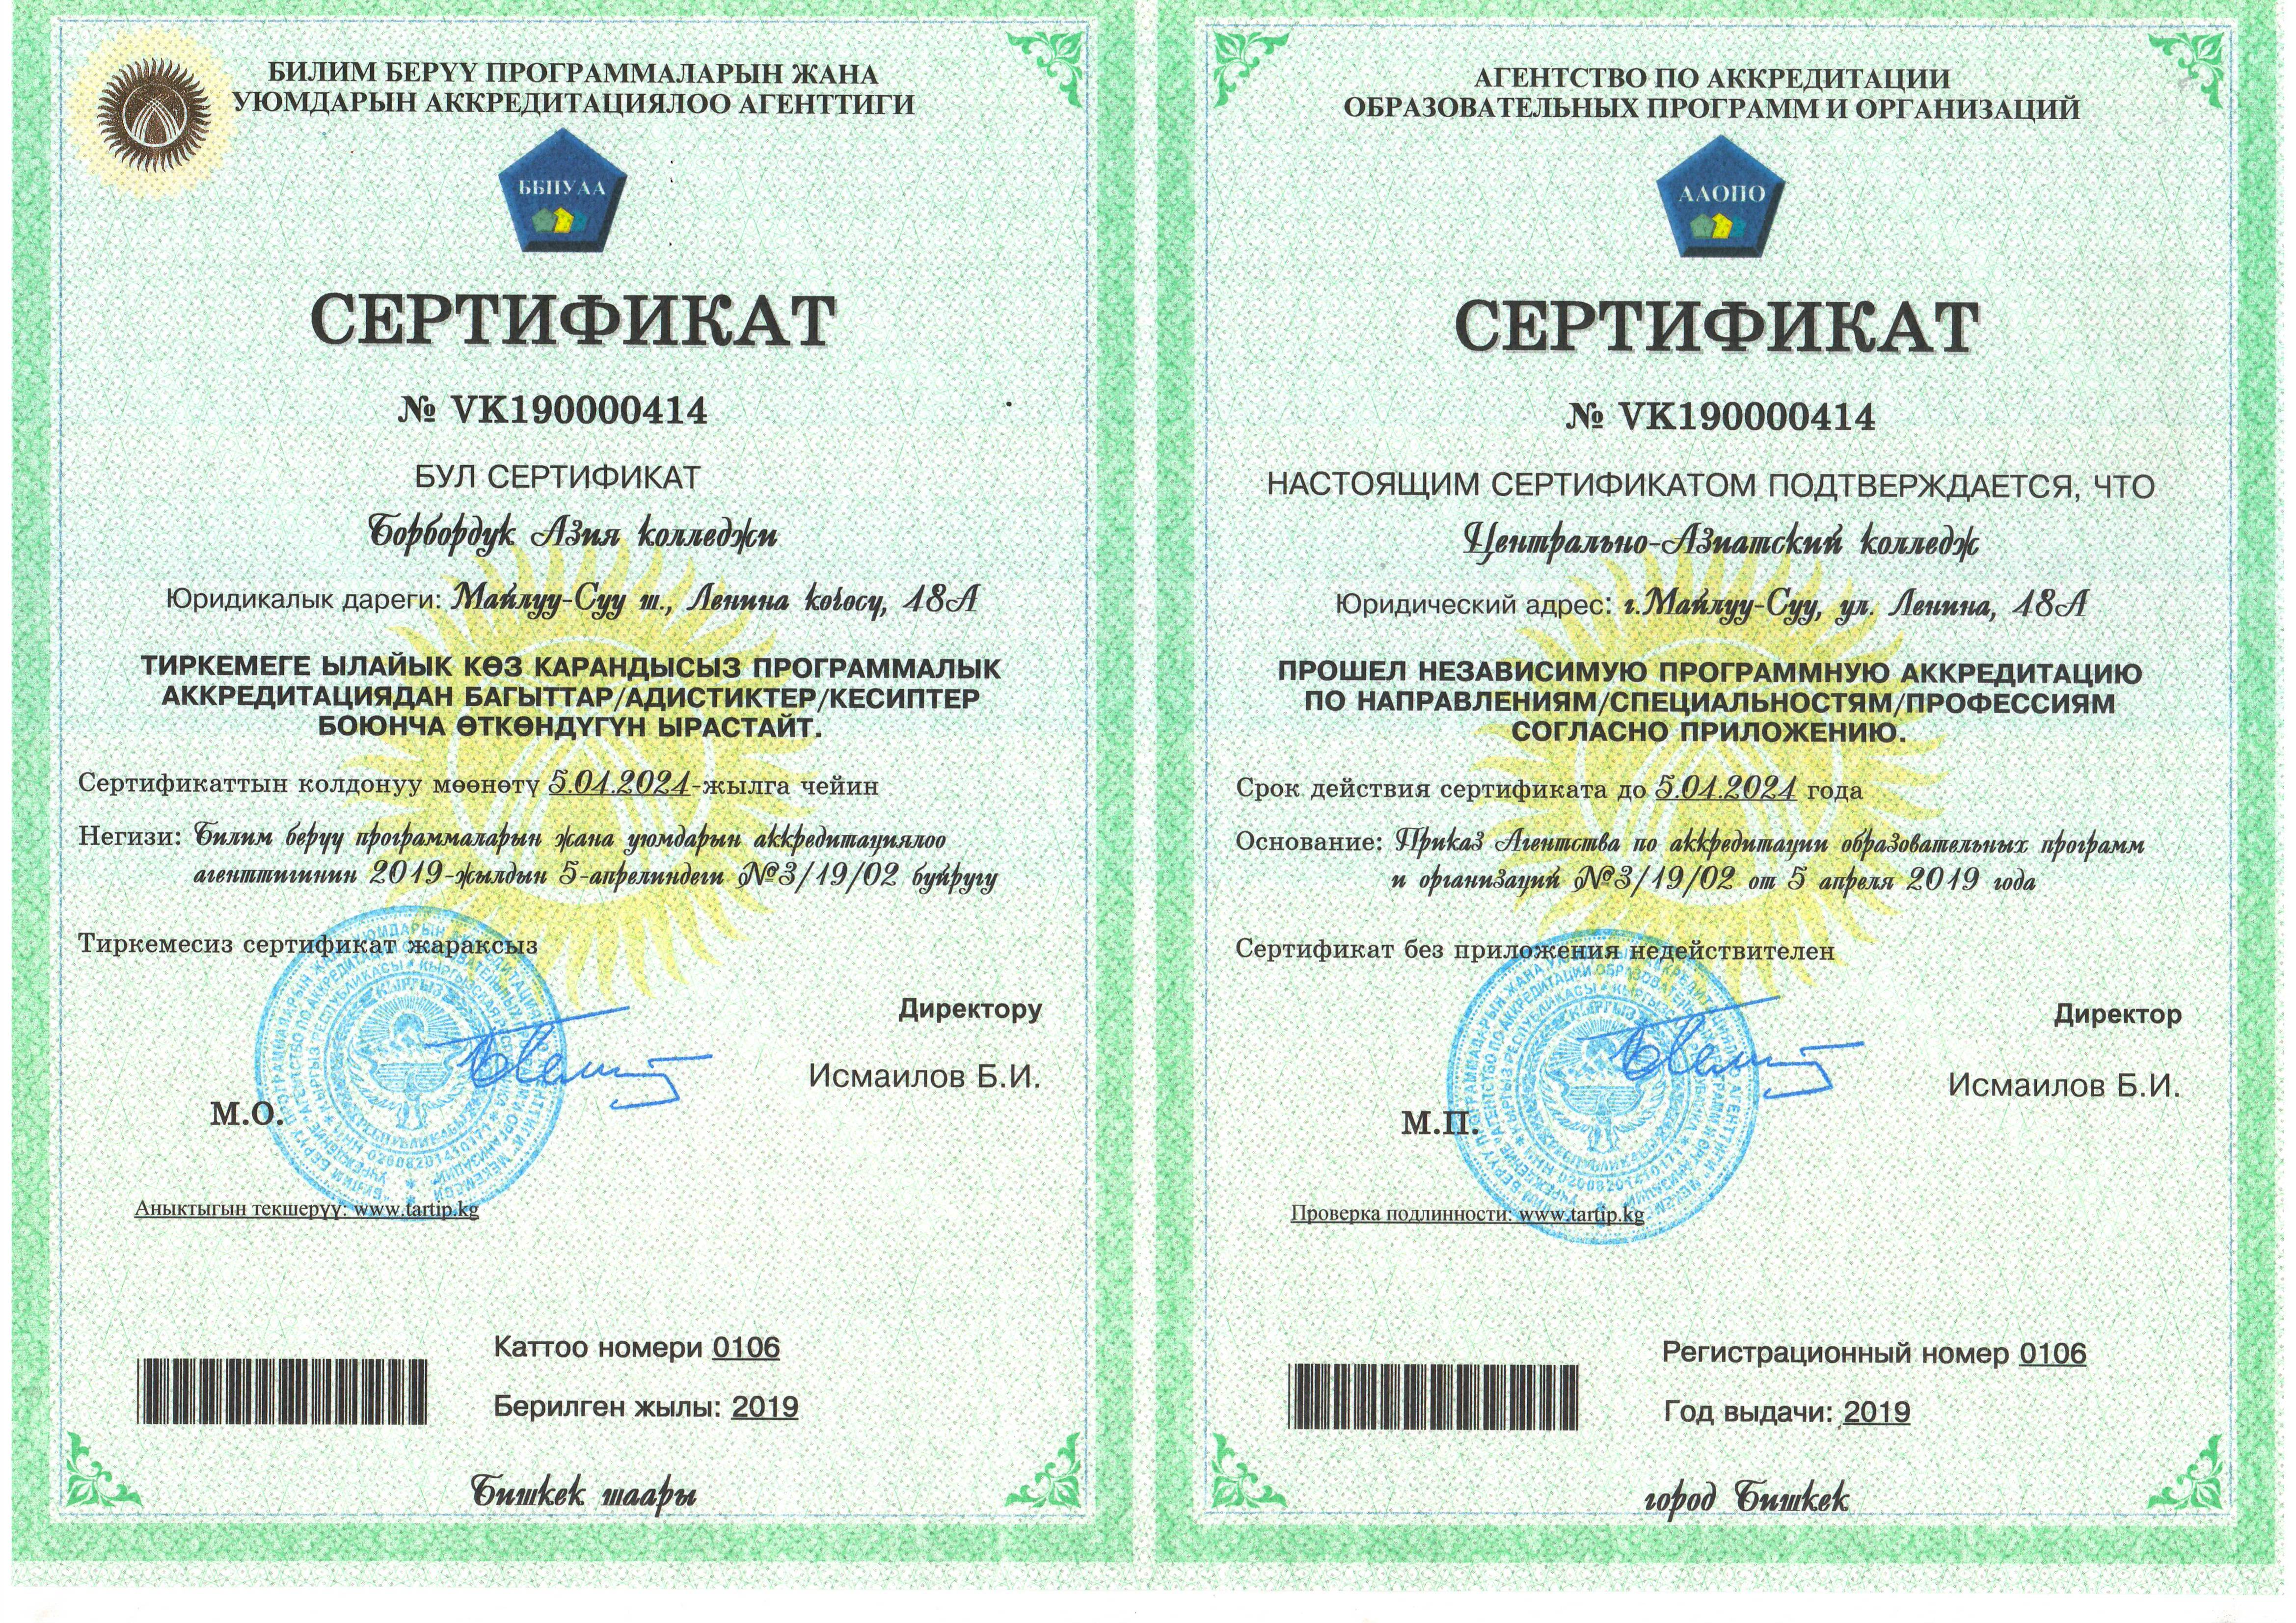 БИЛИМ БЕРҮҮ ПРОГРАММАЛАРЫН ЖАНА
УЮМДАРЫН АККРЕДИТАЦИЯЛОО АГЕНТТИГИ
ББПУАА
СЕРТИФИКАТ
№ VK190000414
БУЛ СЕРТИФИКАТ
Борбордук Азия колледжи
Юридикалык дареги: Майлуу-Суу ш., Ленина көчөсү, 48А
ТИРКЕМЕГЕ ЫЛАЙЫК КӨЗ КАРАНДЫСЫЗ ПРОГРАММАЛЫК
АККРЕДИТАЦИЯДАН БАГЫТТАР/АДИСТИКТЕР/КЕСИПТЕР
БОЮНЧА ӨТКӨНДҮГҮН ЫРАСТАЙТ.
Сертификаттын колдонуу мөөнөтү 5.04.2024-жылга чейин
Негизи: Билим берүү программаларын жана уюмдарын аккредитациялоо
агенттигинин 2019-жылдын 5-апрелиндеги №3/19/02 буйругу
Тиркемесиз сертификат жараксыз
Директору
Исмаилов Б.И.
М.О.
Аныктыгын текшерүү: www.tartip.kg
Каттоо номери 0106
Берилген жылы: 2019
Бишкек шаары
АГЕНТСТВО ПО АККРЕДИТАЦИИ
ОБРАЗОВАТЕЛЬНЫХ ПРОГРАММ И ОРГАНИЗАЦИЙ
ААОПО
СЕРТИФИКАТ
№ VK190000414
НАСТОЯЩИМ СЕРТИФИКАТОМ ПОДТВЕРЖДАЕТСЯ, ЧТО
Центрально-Азиатский колледж
Юридический адрес: г.Майлуу-Суу, ул. Ленина, 48А
ПРОШЕЛ НЕЗАВИСИМУЮ ПРОГРАММНУЮ АККРЕДИТАЦИЮ
ПО НАПРАВЛЕНИЯМ/СПЕЦИАЛЬНОСТЯМ/ПРОФЕССИЯМ
СОГЛАСНО ПРИЛОЖЕНИЮ.
Срок действия сертификата до 5.04.2024 года
Основание: Приказ Агентства по аккредитации образовательных программ
и организаций №3/19/02 от 5 апреля 2019 года
Сертификат без приложения недействителен
Директор
Исмаилов Б.И.
М.П.
Проверка подлинности: www.tartip.kg
Регистрационный номер 0106
Год выдачи: 2019
город Бишкек